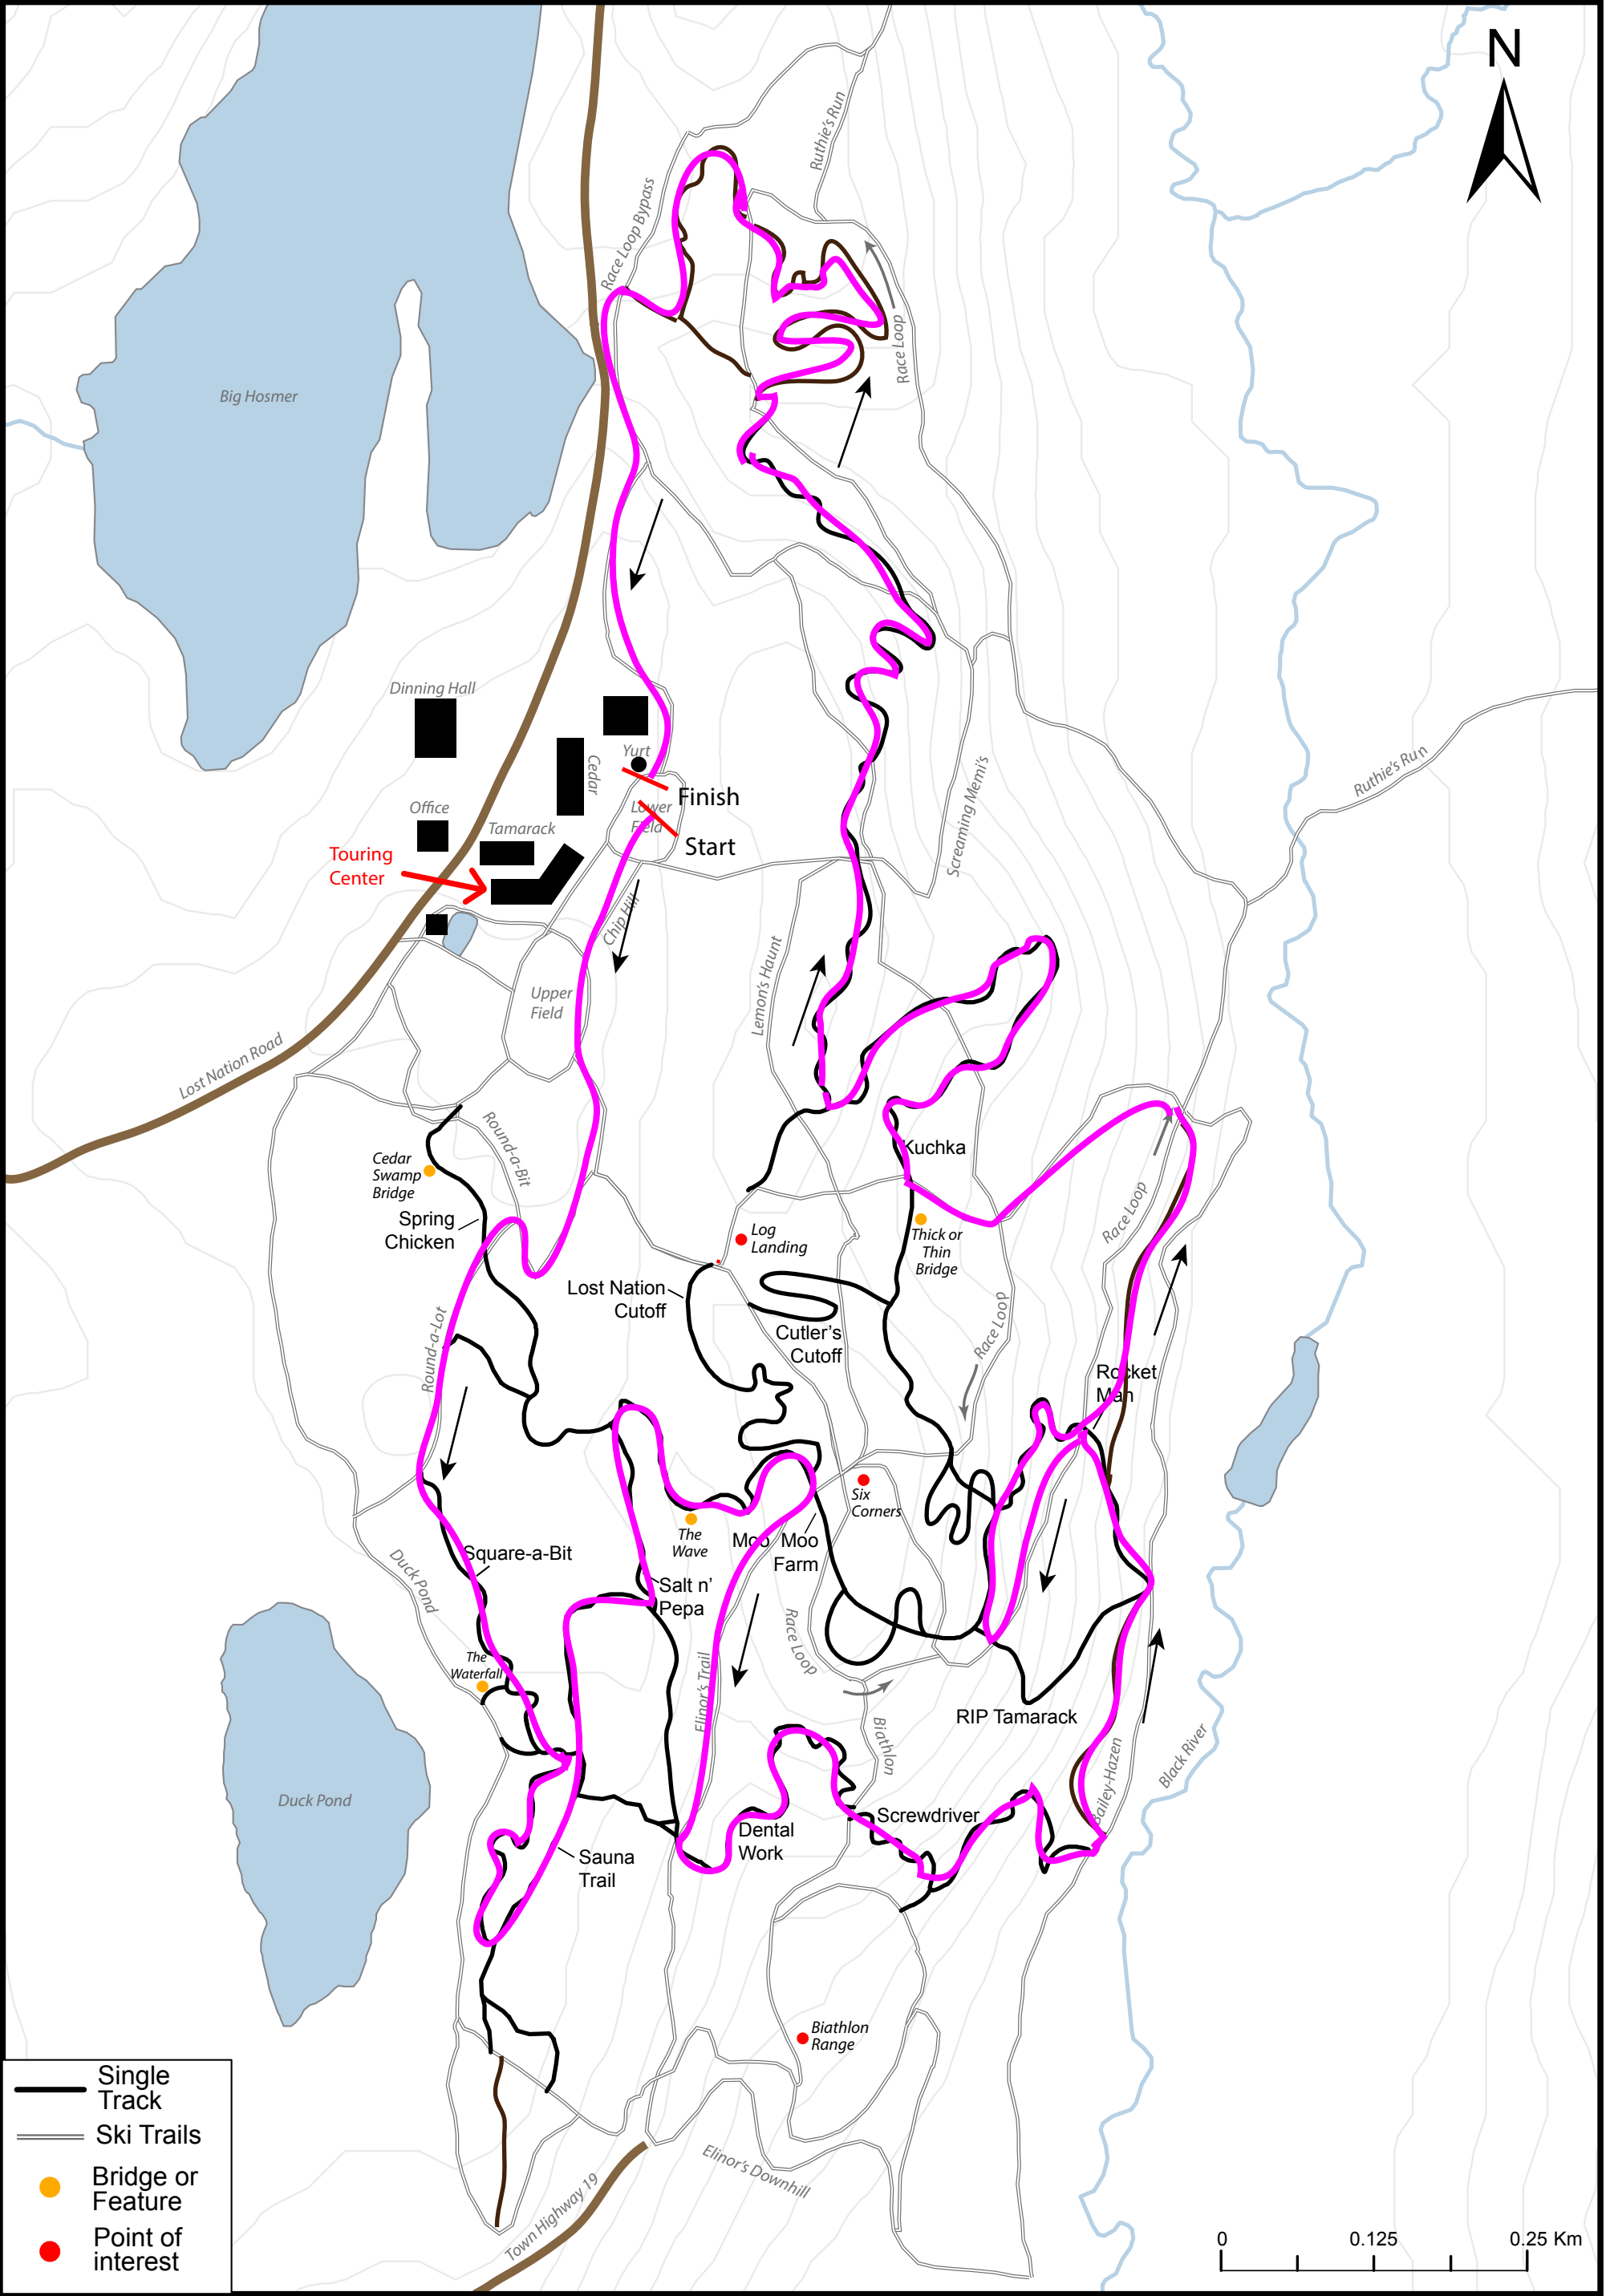 N
Ruthie's Run
Race Loop Bypass
Race Loop
Big Hosmer
Dinning Hall
Yurt
Cedar
Finish
Lower
Field
Office
Tamarack
Start
Touring
Center
Screaming Memi's
Ruthie's Run
Chip Hill
Lemon's Haunt
Upper
Field
Lost Nation Road
Round-a-Bit
Kuchka
Cedar
Swamp
Bridge
Spring
Chicken
Race Loop
Log
Landing
Thick or
Thin
Bridge
Lost Nation
Cutoff
Cutler's
Cutoff
Race Loop
Round-a-Lot
Rocket
Man
Six
Corners
The
Wave
Moo Moo
Farm
Square-a-Bit
Duck Pond
Salt n'
Pepa
Race Loop
The
Waterfall
Elinor's Trail
RIP Tamarack
Biathlon
Bailey-Hazen
Black River
Duck Pond
Screwdriver
Dental
Work
Sauna
Trail
Biathlon
Range
Single
Track
Ski Trails
Bridge or
Feature
Point of
interest
Elinor's Downhill
Town Highway 19
0 0.125 0.25 Km